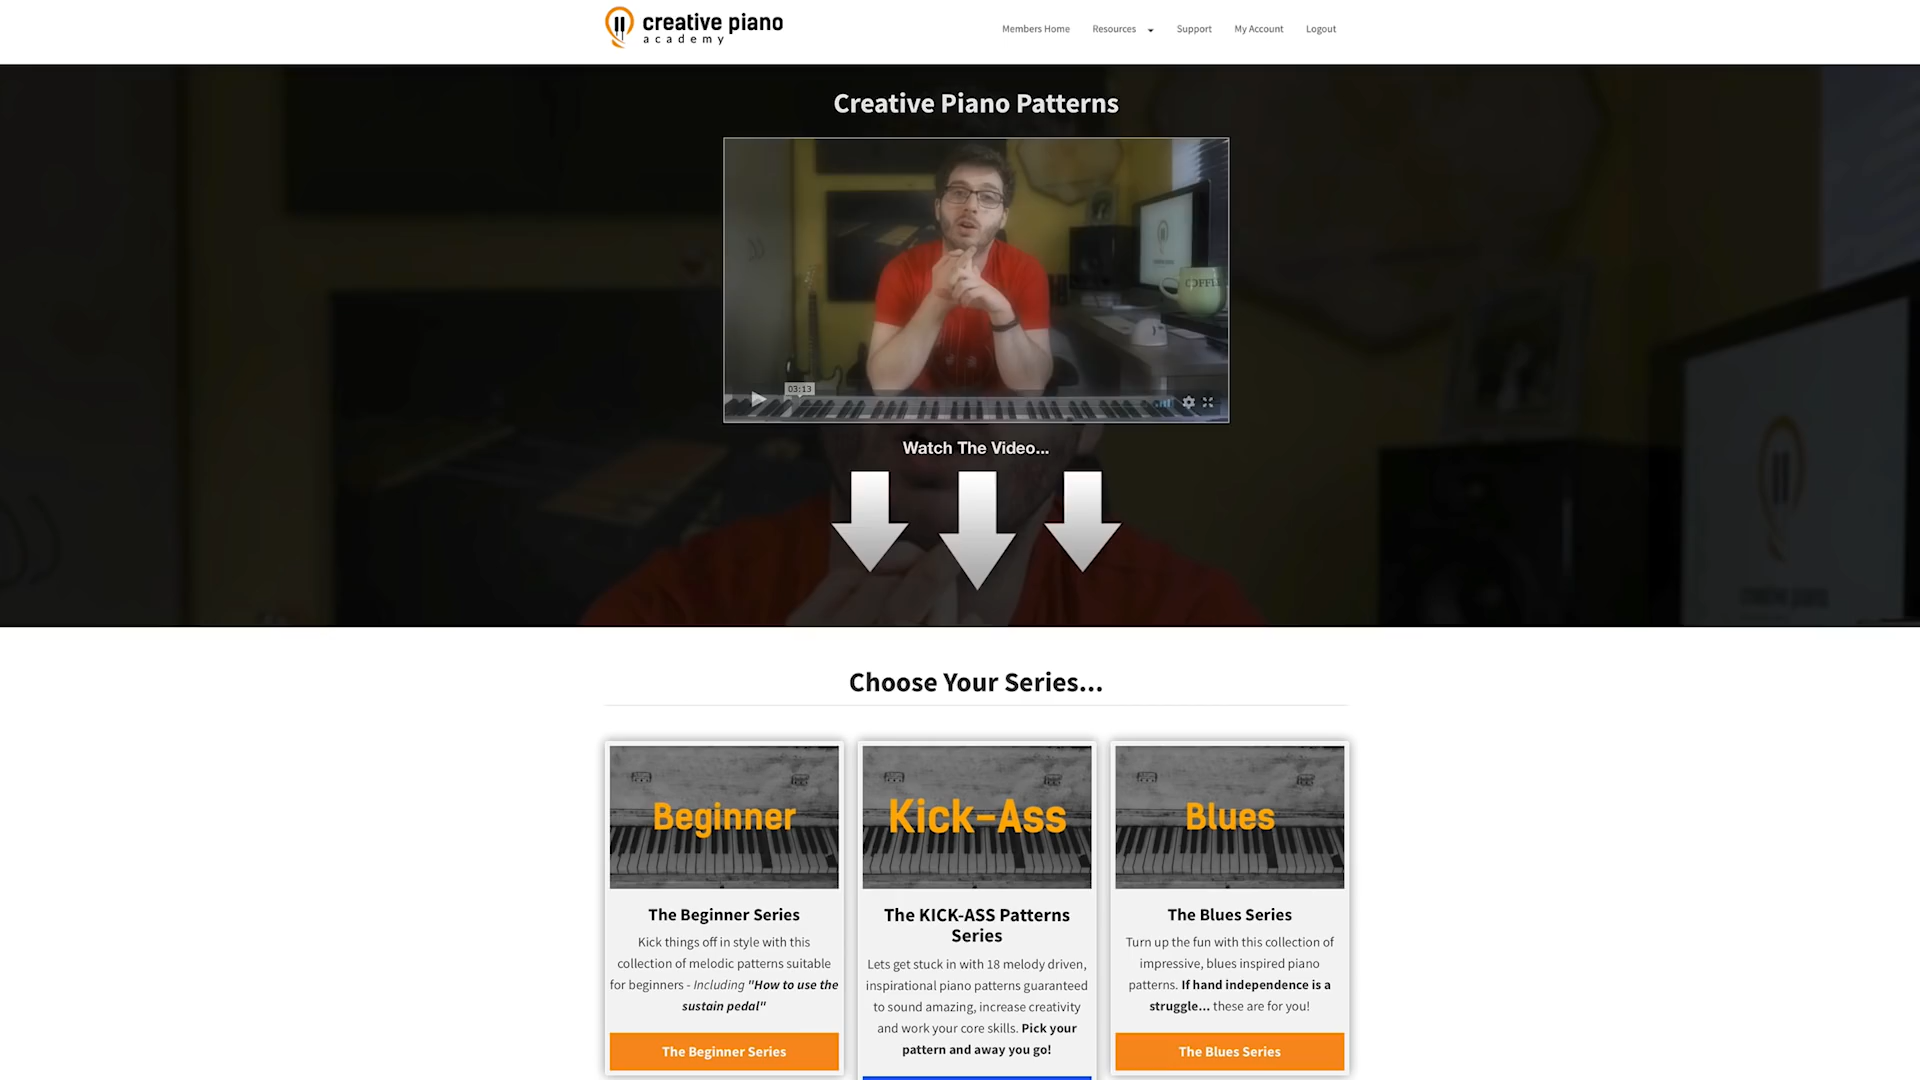 creative piano
academy
Members Home
Resources
Support
My Account
Logout
Creative Piano Patterns
COFFEE
03:13
Watch The Video...
Choose Your Series...
Beginner
Kick-Ass
Blues
The Beginner Series
Kick things off in style with this
collection of melodic patterns suitable
for beginners - Including "How to use the
sustain pedal"
The Beginner Series
The KICK-ASS Patterns
Series
Lets get stuck in with 18 melody driven,
inspirational piano patterns guaranteed
to sound amazing, increase creativity
and work your core skills. Pick your
pattern and away you go!
The Blues Series
Turn up the fun with this collection of
impressive, blues inspired piano
patterns. If hand independence is a
struggle... these are for you!
The Blues Series